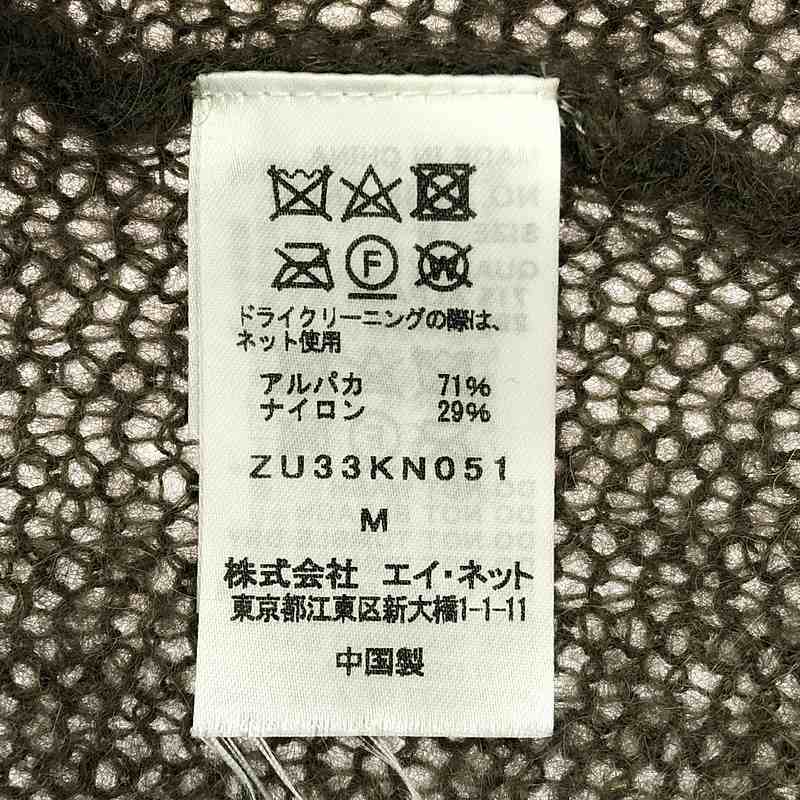 F W
ドライクリーニングの際は、
ネット使用
アルパカ 71%
ナイロン 29%
ZU33KN051
M
株式会社 エイ・ネット
東京都江東区新大橋1-1-11
中国製